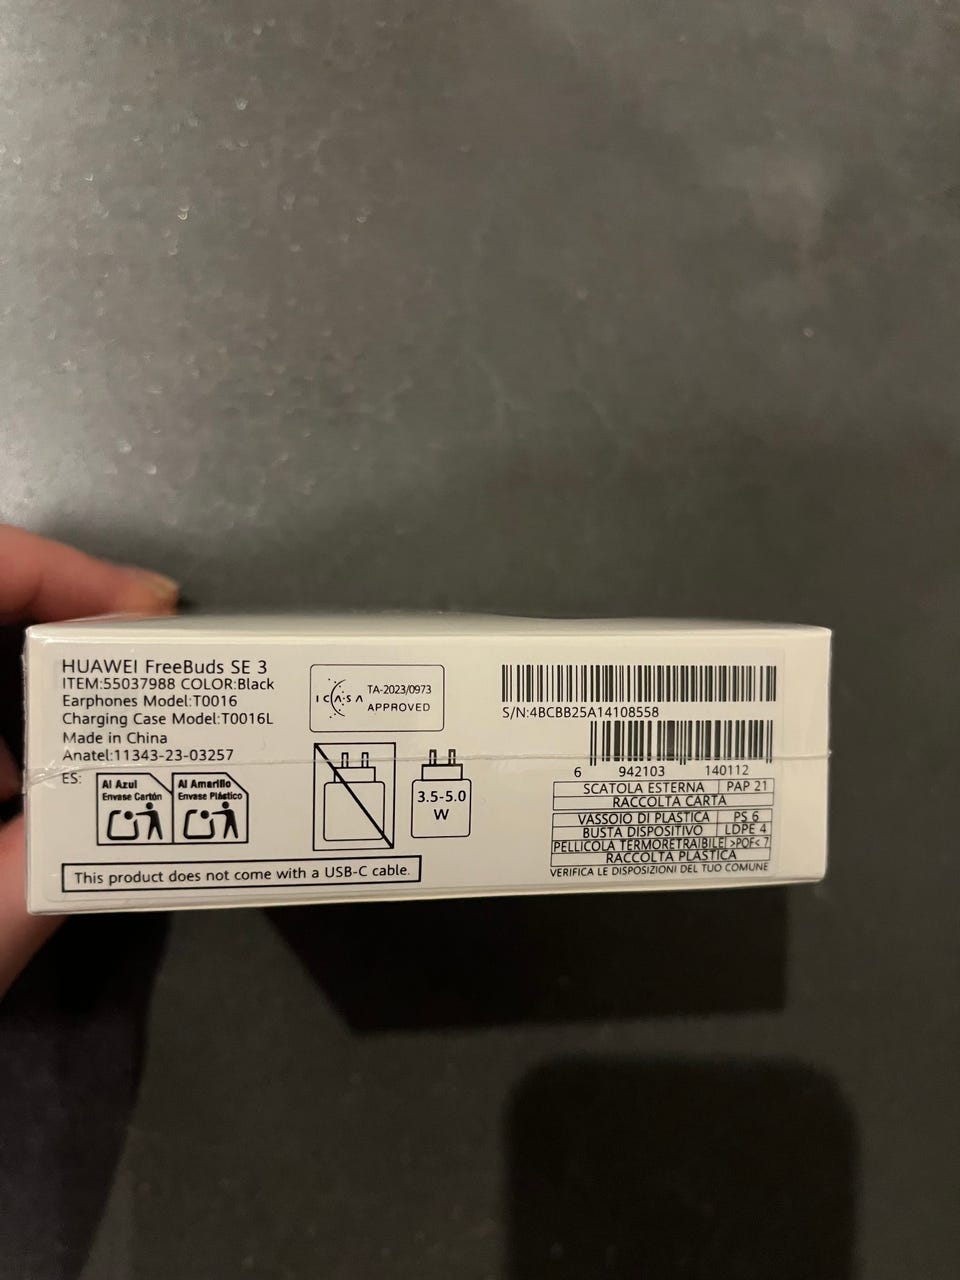 HUAWEI FreeBuds SE 3
ITEM:55037988 COLOR:Black
Earphones Model:T0016
Charging Case Model:T0016L
Made in China
Anatel:11343-23-03257
ES:
Al Azul
Envase Cartón
Al Amarillo
Envase Plástico
This product does not come with a USB-C cable.
ICASA
TA-2023/0973
APPROVED
3.5-5.0
W
S/N:4BCBB25A14108558
6 942103 140112
SCATOLA ESTERNA PAP 21
RACCOLTA CARTA
VASSOIO DI PLASTICA PS 6
BUSTA DISPOSITIVO LDPE 4
PELLICOLA TERMORETRAIBILE >POF< 7
RACCOLTA PLASTICA
VERIFICA LE DISPOSIZIONI DEL TUO COMUNE